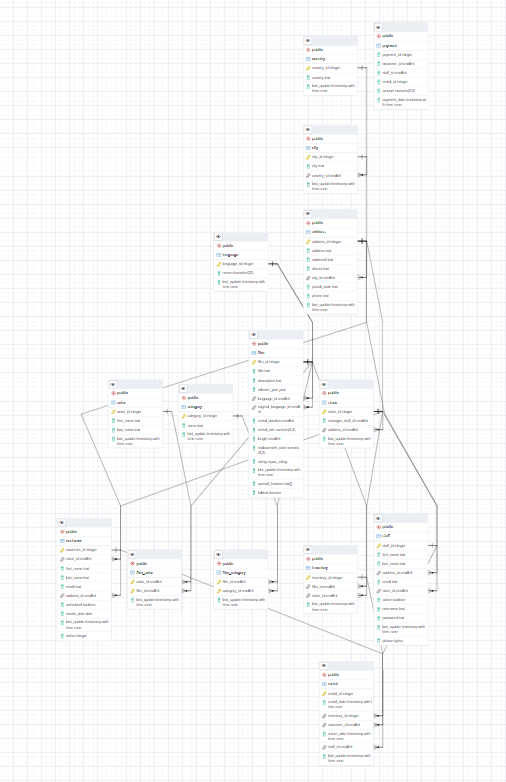 public
country
country_id integer
country text
last_update timestamp with
time zone
public
payment
payment_id integer
customer_id smallint
staff_id smallint
rental_id integer
amount numeric(5,2)
payment_date timestamp with
time zone
public
city
city_id integer
city text
country_id smallint
last_update timestamp with
time zone
public
address
address_id integer
address text
address2 text
district text
city_id smallint
postal_code text
phone text
last_update timestamp with
time zone
public
language
language_id integer
name character(20)
last_update timestamp with
time zone
public
film
film_id integer
title text
description text
release_year year
language_id smallint
original_language_id smallint
rental_duration smallint
rental_rate numeric(4,2)
length smallint
replacement_cost numeric
(5,2)
rating mpaa_rating
last_update timestamp with
time zone
special_features text[]
fulltext tsvector
public
actor
actor_id integer
first_name text
last_name text
last_update timestamp with
time zone
public
category
category_id integer
name text
last_update timestamp with
time zone
public
store
store_id integer
manager_staff_id smallint
address_id smallint
last_update timestamp with
time zone
public
customer
customer_id integer
store_id smallint
first_name text
last_name text
email text
address_id smallint
activebool boolean
create_date date
last_update timestamp with
time zone
active integer
public
film_actor
actor_id smallint
film_id smallint
last_update timestamp with
time zone
public
film_category
film_id smallint
category_id smallint
last_update timestamp with
time zone
public
inventory
inventory_id integer
film_id smallint
store_id smallint
last_update timestamp with
time zone
public
staff
staff_id integer
first_name text
last_name text
address_id smallint
email text
store_id smallint
active boolean
username text
password text
last_update timestamp with
time zone
picture bytea
public
rental
rental_id integer
rental_date timestamp with
time zone
inventory_id integer
customer_id smallint
return_date timestamp with
time zone
staff_id smallint
last_update timestamp with
time zone